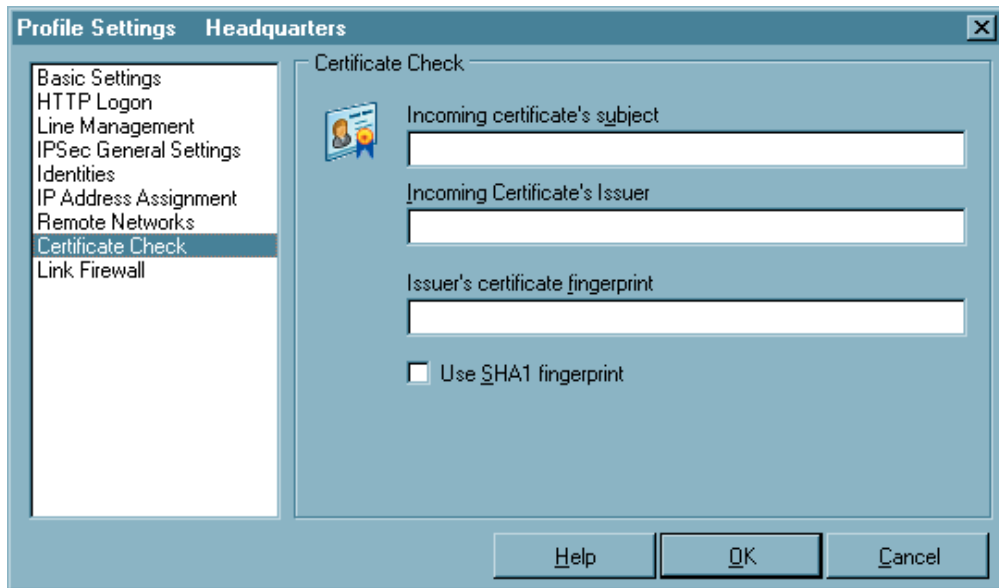 Profile Settings Headquarters
Basic Settings
HTTP Logon
Line Management
IPSec General Settings
Identities
IP Address Assignment
Remote Networks
Certificate Check
Link Firewall
Certificate Check
Incoming certificate's subject
Incoming Certificate's Issuer
Issuer's certificate fingerprint
Use SHA1 fingerprint
Help
OK
Cancel